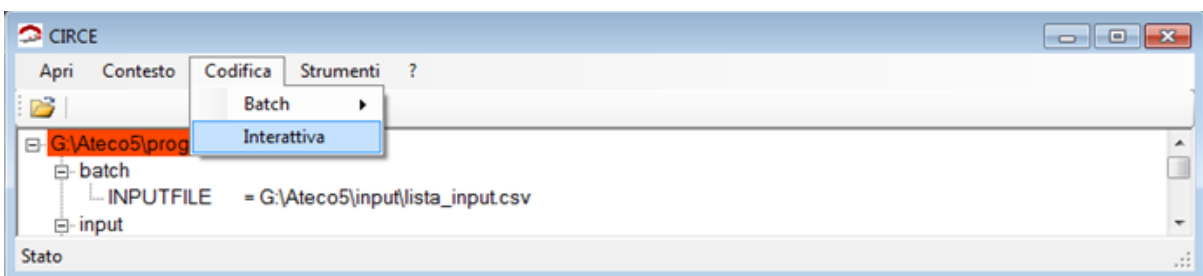 CIRCE
Apri Contesto Codifica Strumenti ?
Batch
Interattiva
G:\Ateco5\prog
batch
INPUTFILE = G:\Ateco5\input\lista_input.csv
input
Stato